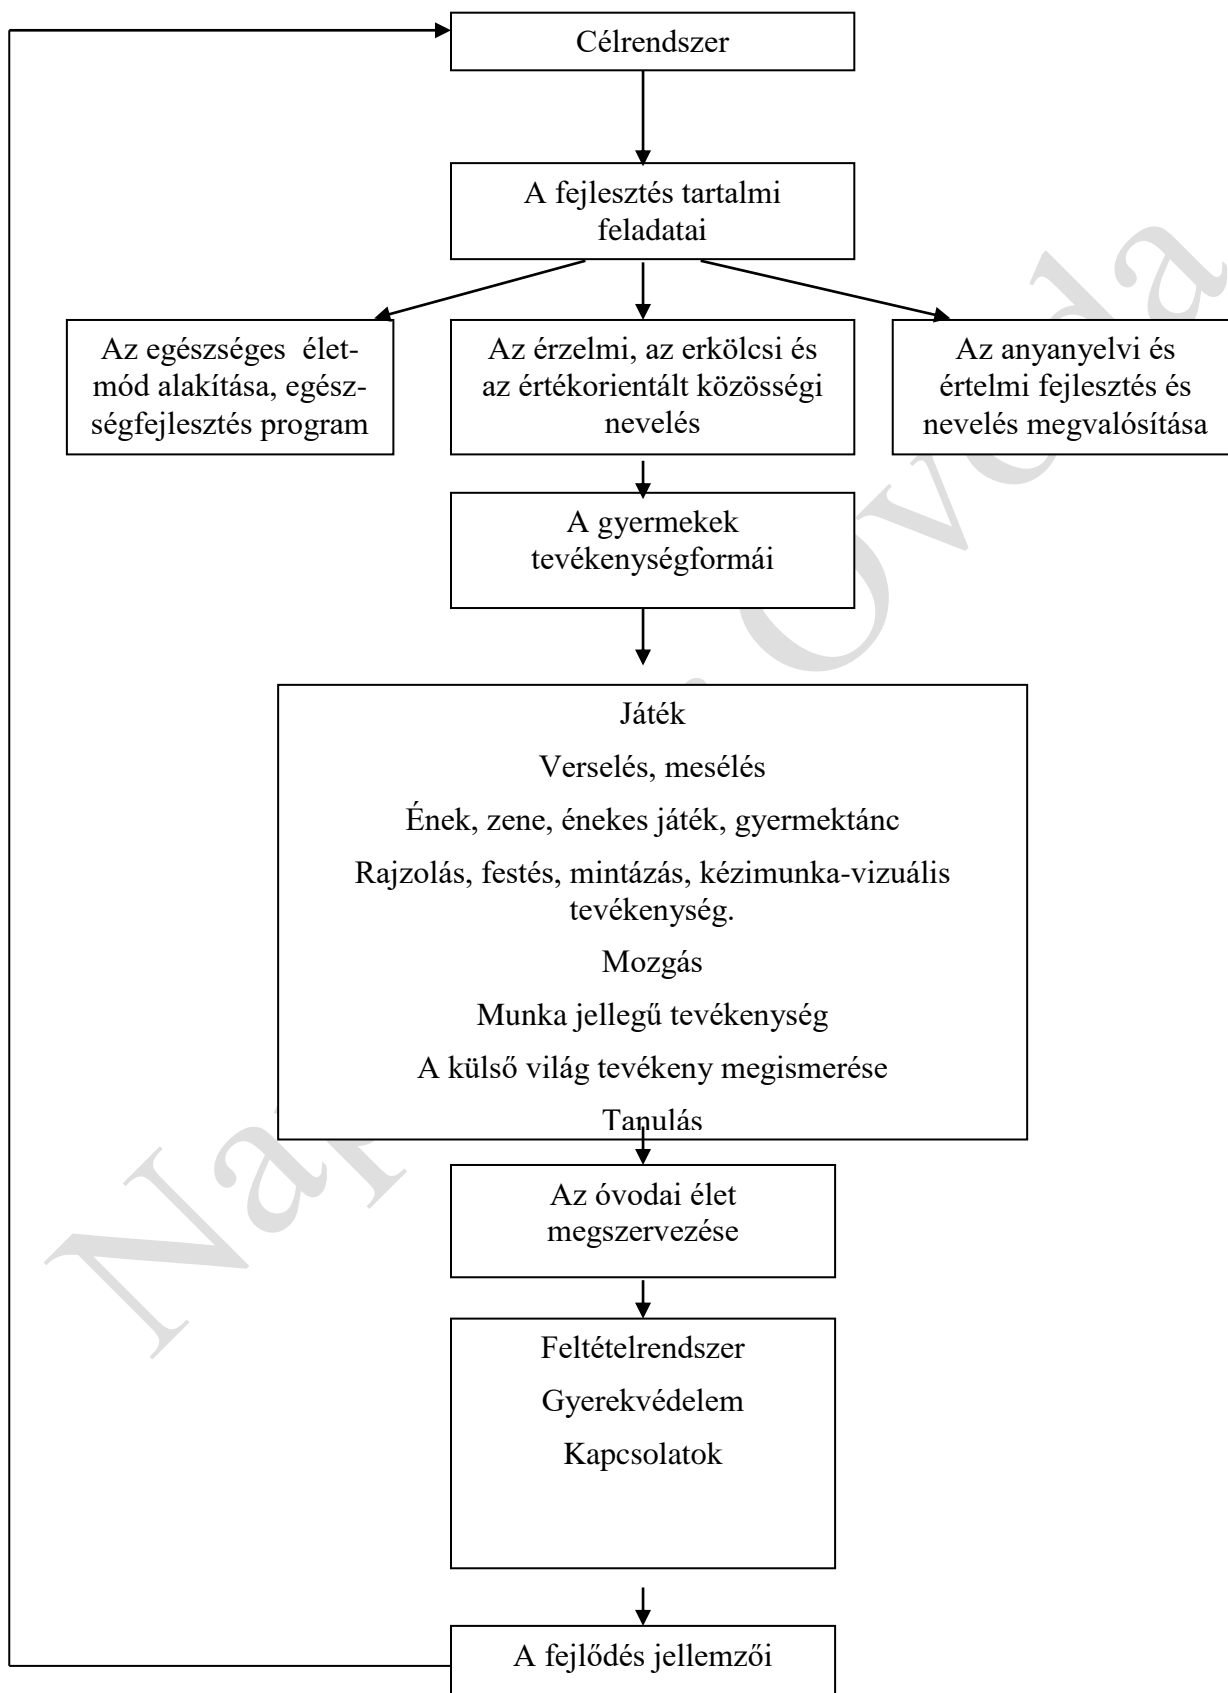 Célrendszer
A fejlesztés tartalmi
feladatai
Az egészséges élet-
mód alakítása, egész-
ségfejlesztés program
Az érzelmi, az erkölcsi és
az értékorientált közösségi
nevelés
Az anyanyelvi és
értelmi fejlesztés és
nevelés megvalósítása
A gyermekek
tevékenységformái
Játék
Verselés, mesélés
Ének, zene, énekes játék, gyermektánc
Rajzolás, festés, mintázás, kézimunka-vizuális
tevékenység.
Mozgás
Munka jellegű tevékenység
A külső világ tevékeny megismerése
Tanulás
Az óvodai élet
megszervezése
Feltételrendszer
Gyerekvédelem
Kapcsolatok
A fejlődés jellemzői